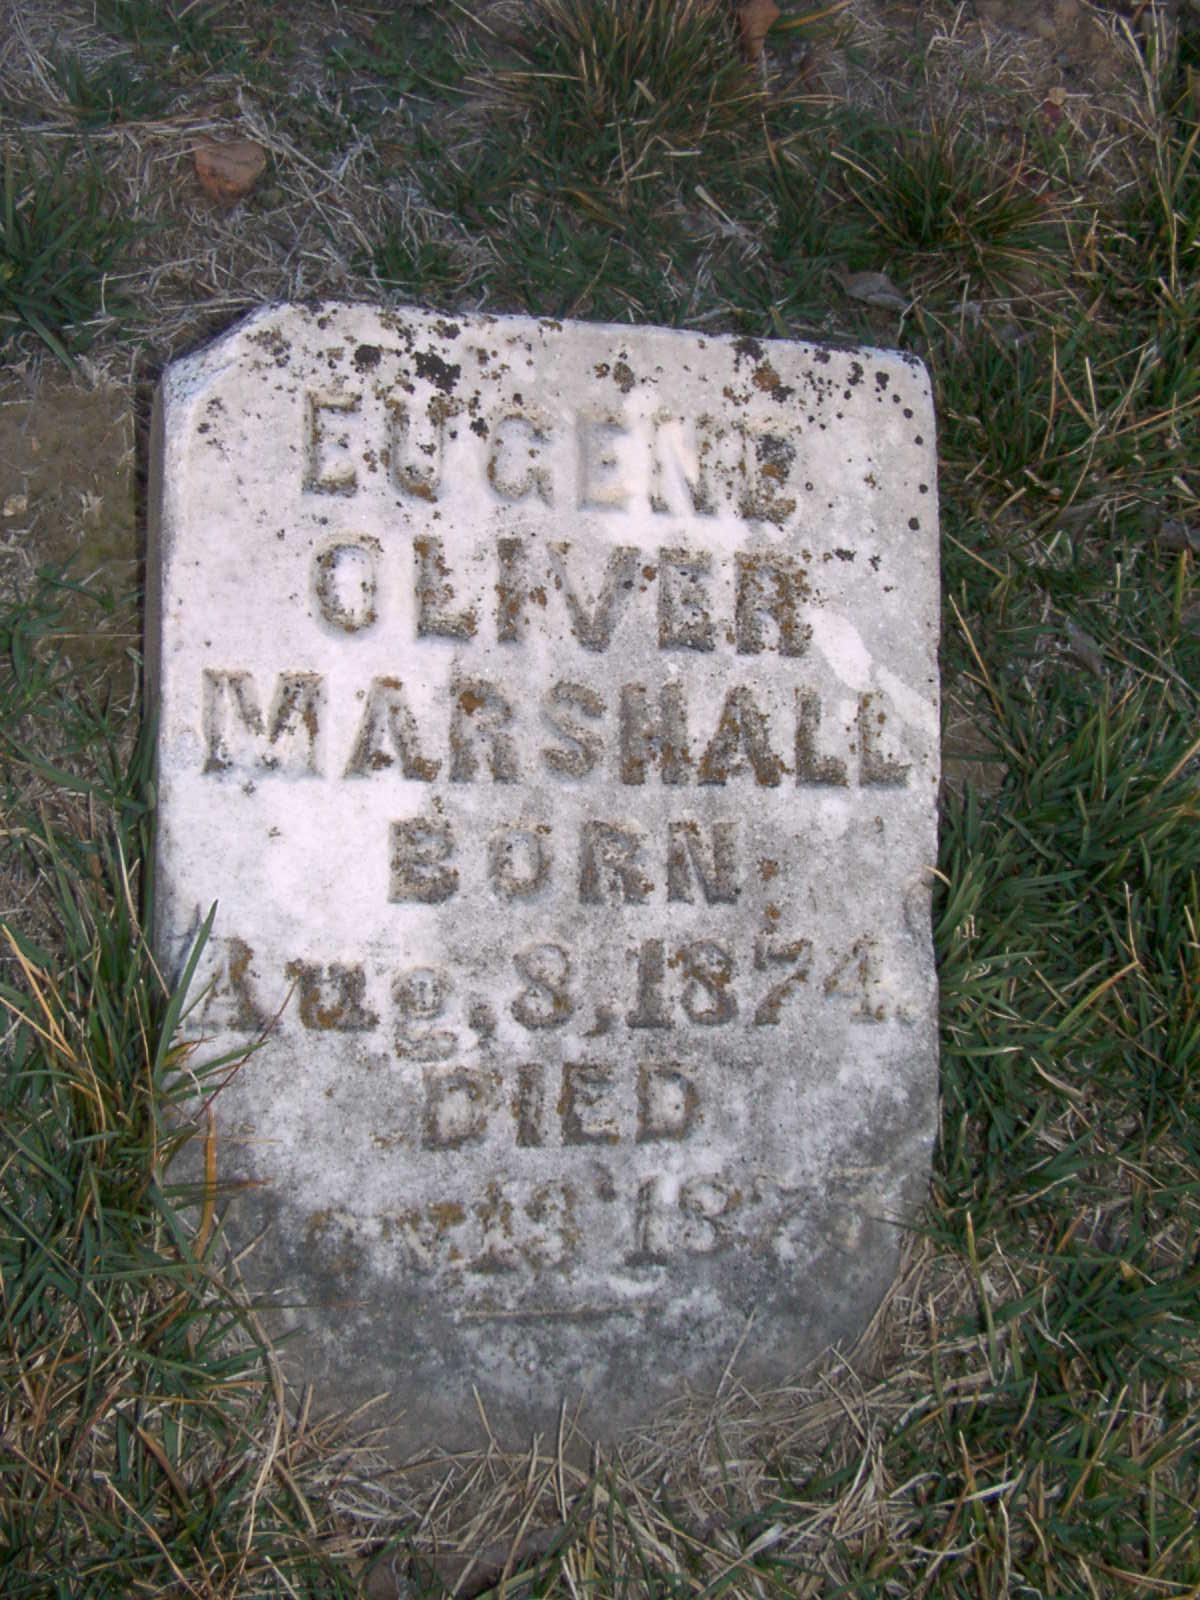 EUGENE
OLIVER
MARSHALL
BORN
Aug, 8, 1874.
DIED